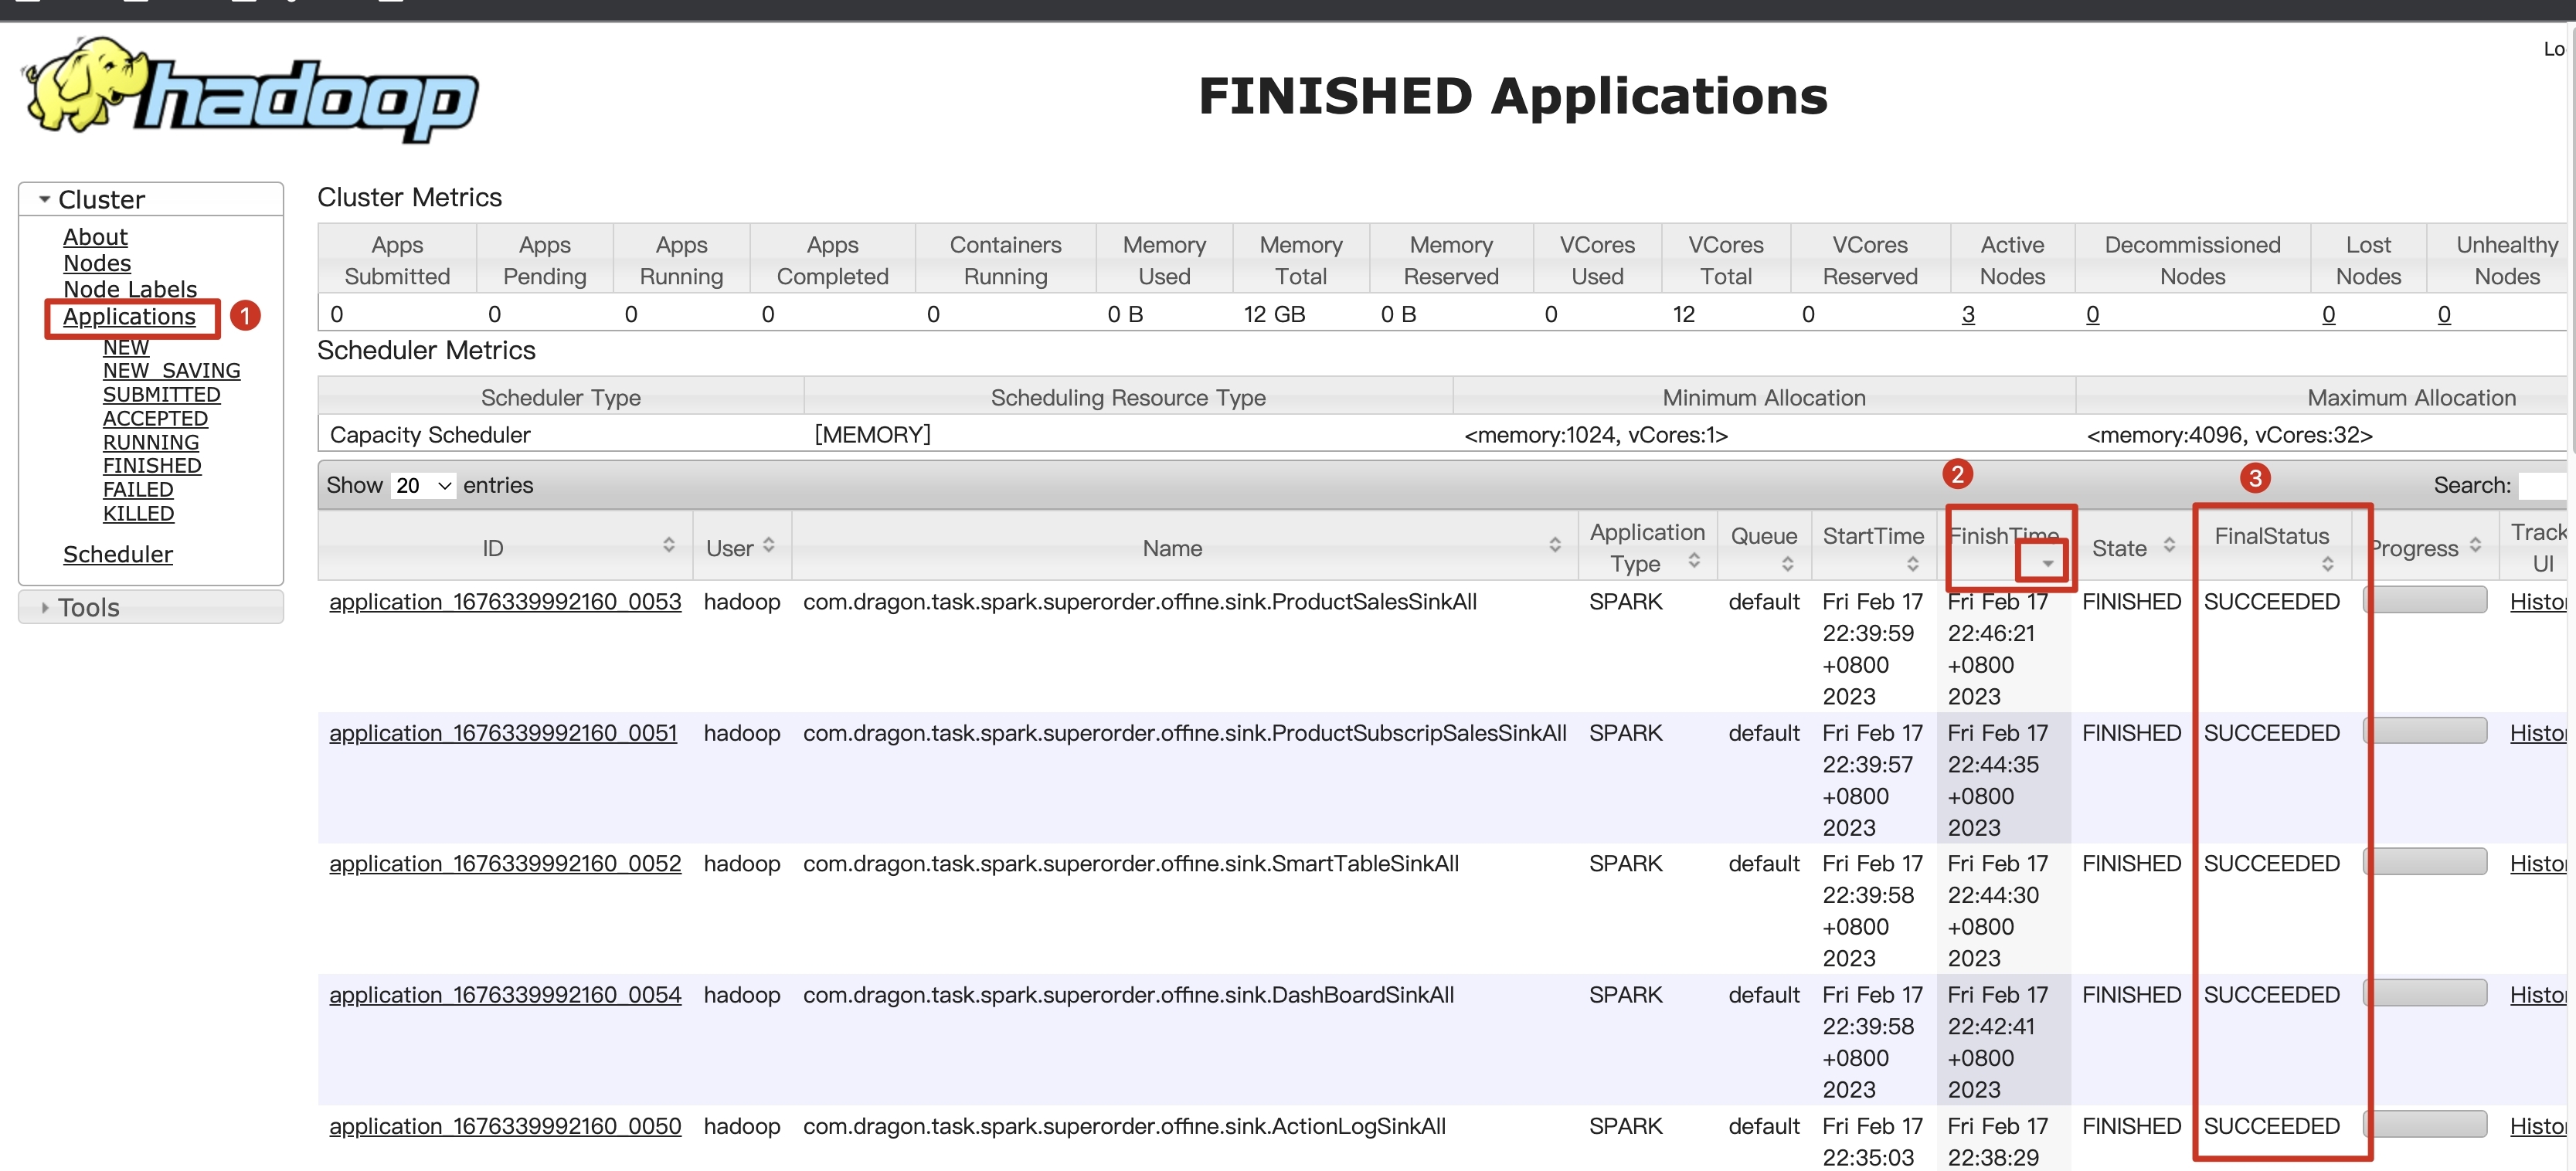 Lo
hadoop
FINISHED Applications
Cluster
About
Nodes
Node Labels
Applications 1
NEW
NEW_SAVING
SUBMITTED
ACCEPTED
RUNNING
FINISHED
FAILED
KILLED
Scheduler
Tools
Cluster Metrics
Apps Submitted Apps Pending Apps Running Apps Completed Containers Running Memory Used Memory Total Memory Reserved VCores Used VCores Total VCores Reserved Active Nodes Decommissioned Nodes Lost Nodes Unhealthy Nodes
0 0 0 0 0 0 B 12 GB 0 B 0 12 0 3 0 0 0
Scheduler Metrics
Scheduler Type Scheduling Resource Type Minimum Allocation Maximum Allocation
Capacity Scheduler [MEMORY] <memory:1024, vCores:1> <memory:4096, vCores:32>
2 3
Show 20 entries Search:
ID User Name Application Type Queue StartTime FinishTime State FinalStatus Progress Track UI
application_1676339992160_0053 hadoop com.dragon.task.spark.superorder.offine.sink.ProductSalesSinkAll SPARK default Fri Feb 17 Fri Feb 17 FINISHED SUCCEEDED Histo
22:39:59 22:46:21
+0800 +0800
2023 2023
application_1676339992160_0051 hadoop com.dragon.task.spark.superorder.offine.sink.ProductSubscripSalesSinkAll SPARK default Fri Feb 17 Fri Feb 17 FINISHED SUCCEEDED Histo
22:39:57 22:44:35
+0800 +0800
2023 2023
application_1676339992160_0052 hadoop com.dragon.task.spark.superorder.offine.sink.SmartTableSinkAll SPARK default Fri Feb 17 Fri Feb 17 FINISHED SUCCEEDED Histo
22:39:58 22:44:30
+0800 +0800
2023 2023
application_1676339992160_0054 hadoop com.dragon.task.spark.superorder.offine.sink.DashBoardSinkAll SPARK default Fri Feb 17 Fri Feb 17 FINISHED SUCCEEDED Histo
22:39:58 22:42:41
+0800 +0800
2023 2023
application_1676339992160_0050 hadoop com.dragon.task.spark.superorder.offine.sink.ActionLogSinkAll SPARK default Fri Feb 17 Fri Feb 17 FINISHED SUCCEEDED Histo
22:35:03 22:38:29